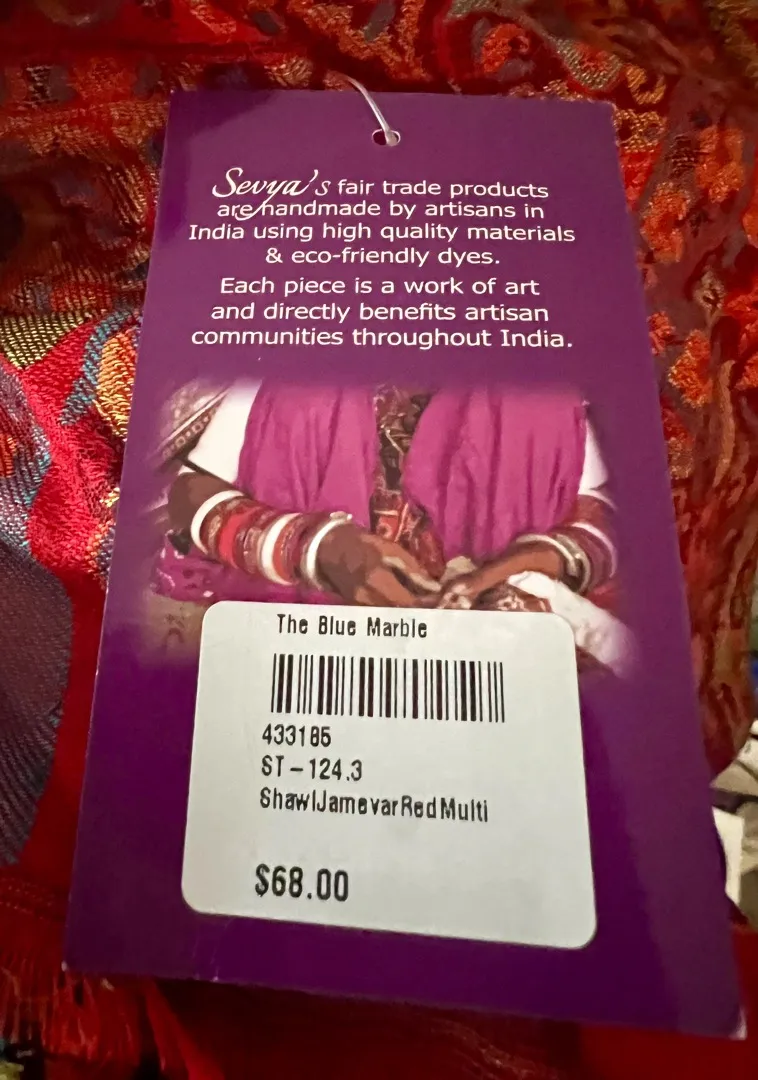 Sevya's fair trade products
are handmade by artisans in
India using high quality materials
& eco-friendly dyes.
Each piece is a work of art
and directly benefits artisan
communities throughout India.
The Blue Marble
433185
ST-124.3
ShawlJamevarRedMulti
$68.00